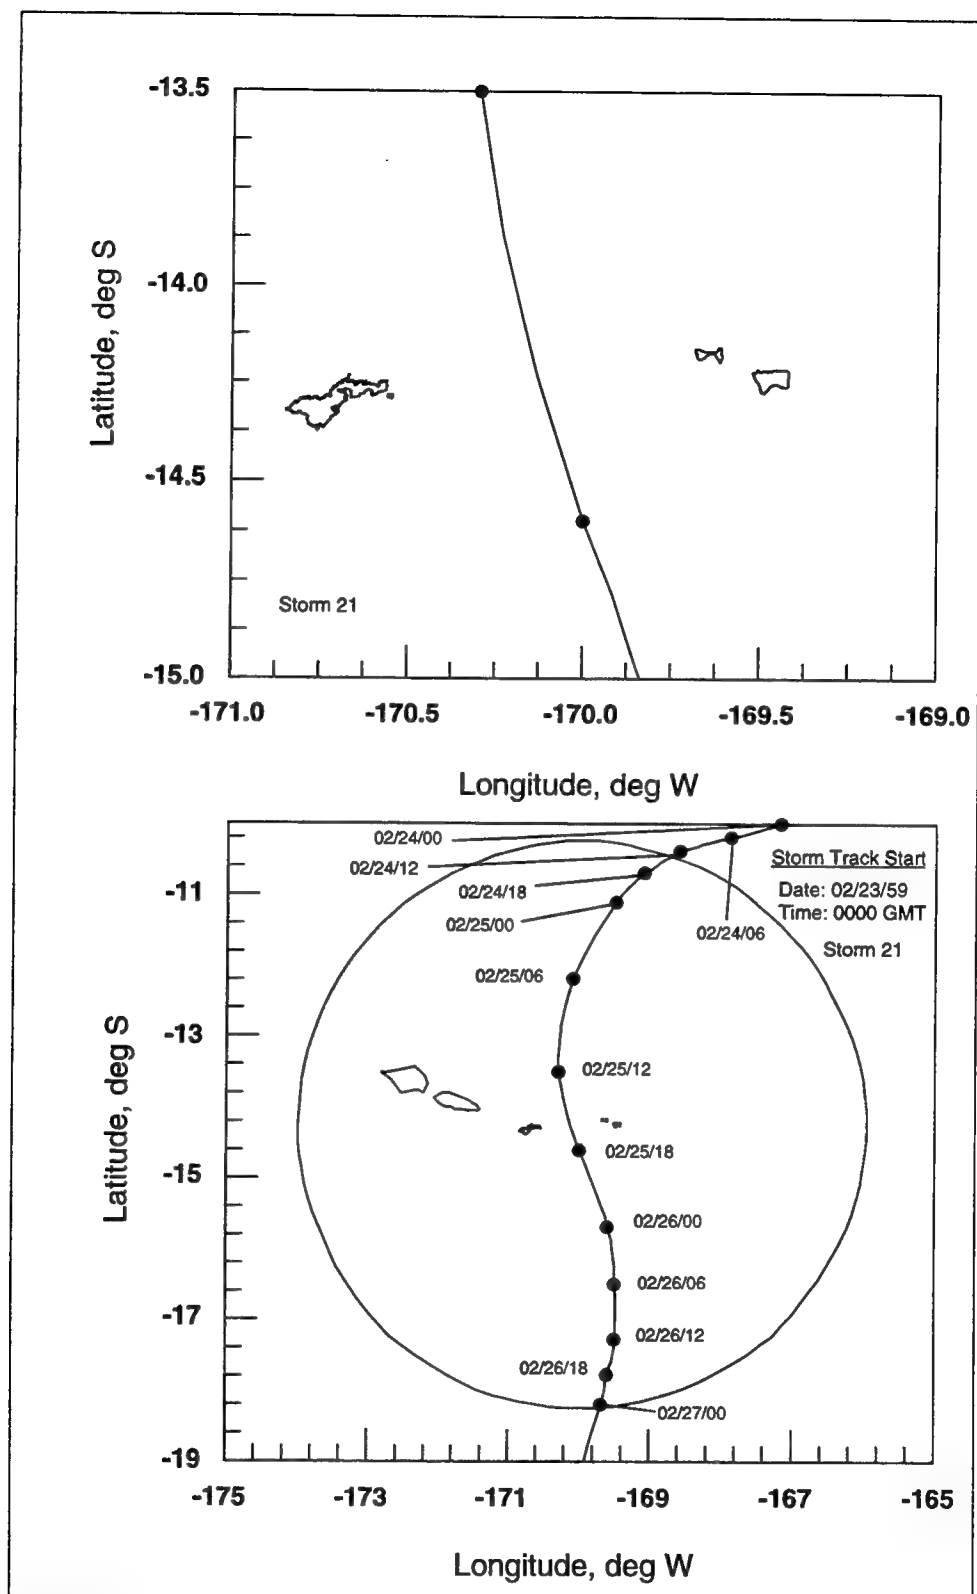 -13.5
-14.0
-14.5
-15.0
Latitude, deg S
Storm 21
-171.0 -170.5 -170.0 -169.5 -169.0
Longitude, deg W
02/24/00
02/24/12
02/24/18
02/25/00
02/25/06
02/25/12
02/25/18
02/26/00
02/26/06
02/26/12
02/26/18
02/27/00
02/24/06
Storm Track Start
Date: 02/23/59
Time: 0000 GMT
Storm 21
-11
-13
-15
-17
-19
Latitude, deg S
-175 -173 -171 -169 -167 -165
Longitude, deg W